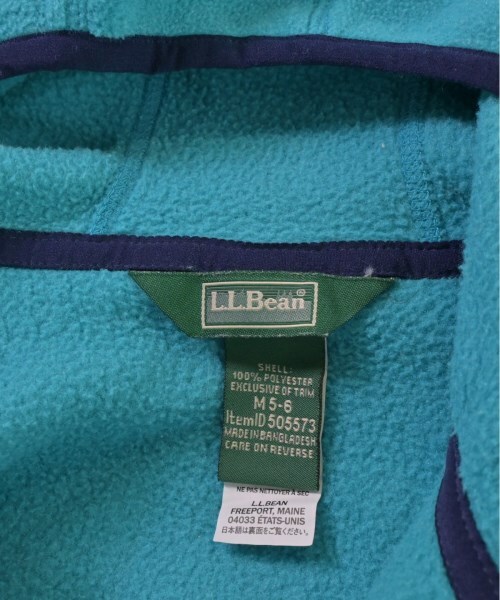 L.L.Bean®
SHELL:
100% POLYESTER
EXCLUSIVE OF TRIM
M 5-6
ItemID 505573
MADE IN BANGLADESH
CARE ON REVERSE
NE PAS NETTOYER À SEC
L.L.BEAN
FREEPORT, MAINE
04033 ÉTATS-UNIS
日本語は裏面をご覧ください。